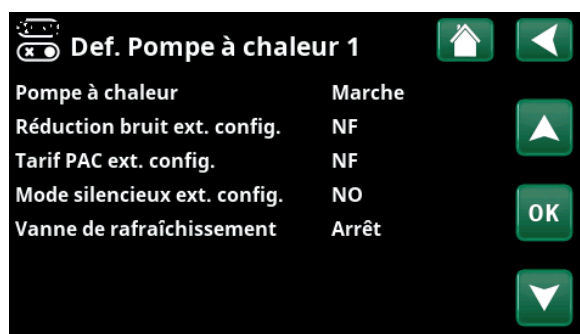 Def. Pompe à chaleur 1
Pompe à chaleur Marche
Réduction bruit ext. config. NF
Tarif PAC ext. config. NF
Mode silencieux ext. config. NO
Vanne de rafraîchissement Arrêt
OK